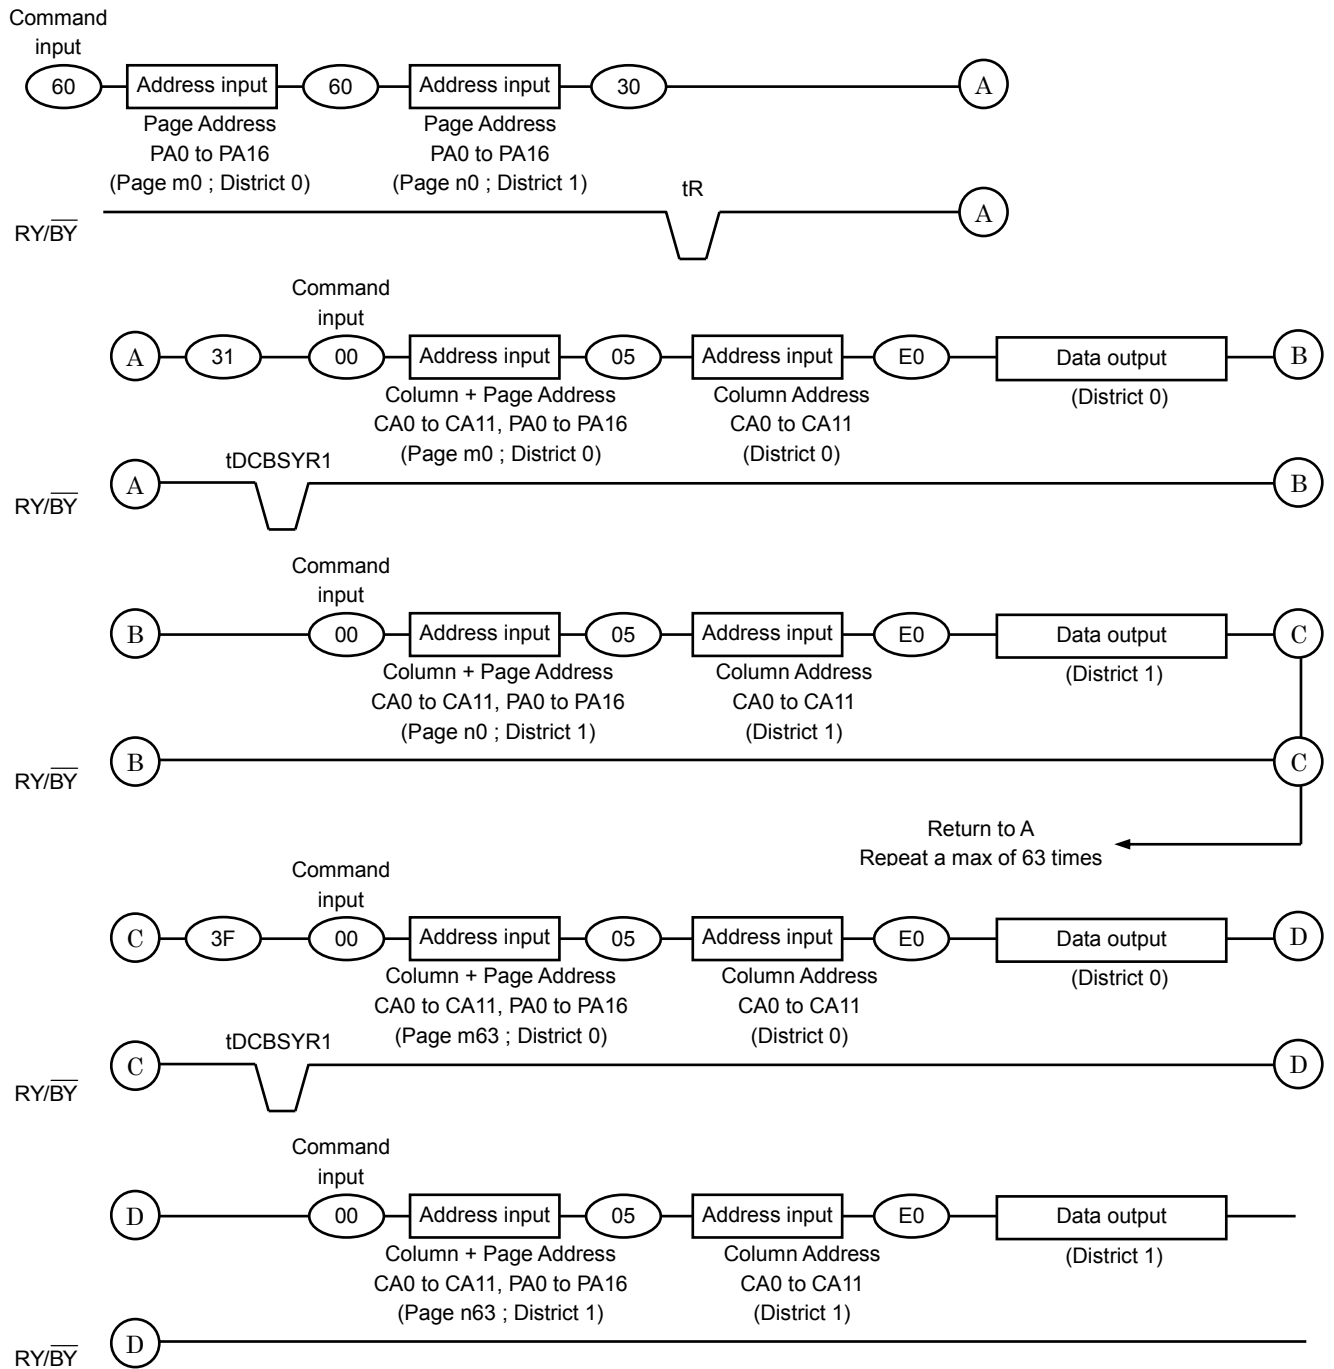 Command
input
60 Address input 60 Address input 30 A
Page Address Page Address
PA0 to PA16 PA0 to PA16
(Page m0 ; District 0) (Page n0 ; District 1)
tR
RY/BY A
Command
input
A 31 00 Address input 05 Address input E0 Data output B
Column + Page Address Column Address (District 0)
CA0 to CA11, PA0 to PA16 CA0 to CA11
(Page m0 ; District 0) (District 0)
tDCBSYR1
RY/BY A B
Command
input
B 00 Address input 05 Address input E0 Data output C
Column + Page Address Column Address (District 1)
CA0 to CA11, PA0 to PA16 CA0 to CA11
(Page n0 ; District 1) (District 1)
RY/BY B C
Return to A
Repeat a max of 63 times
Command
input
C 3F 00 Address input 05 Address input E0 Data output D
Column + Page Address Column Address (District 0)
CA0 to CA11, PA0 to PA16 CA0 to CA11
(Page m63 ; District 0) (District 0)
tDCBSYR1
RY/BY C D
Command
input
D 00 Address input 05 Address input E0 Data output
Column + Page Address Column Address (District 1)
CA0 to CA11, PA0 to PA16 CA0 to CA11
(Page n63 ; District 1) (District 1)
RY/BY D